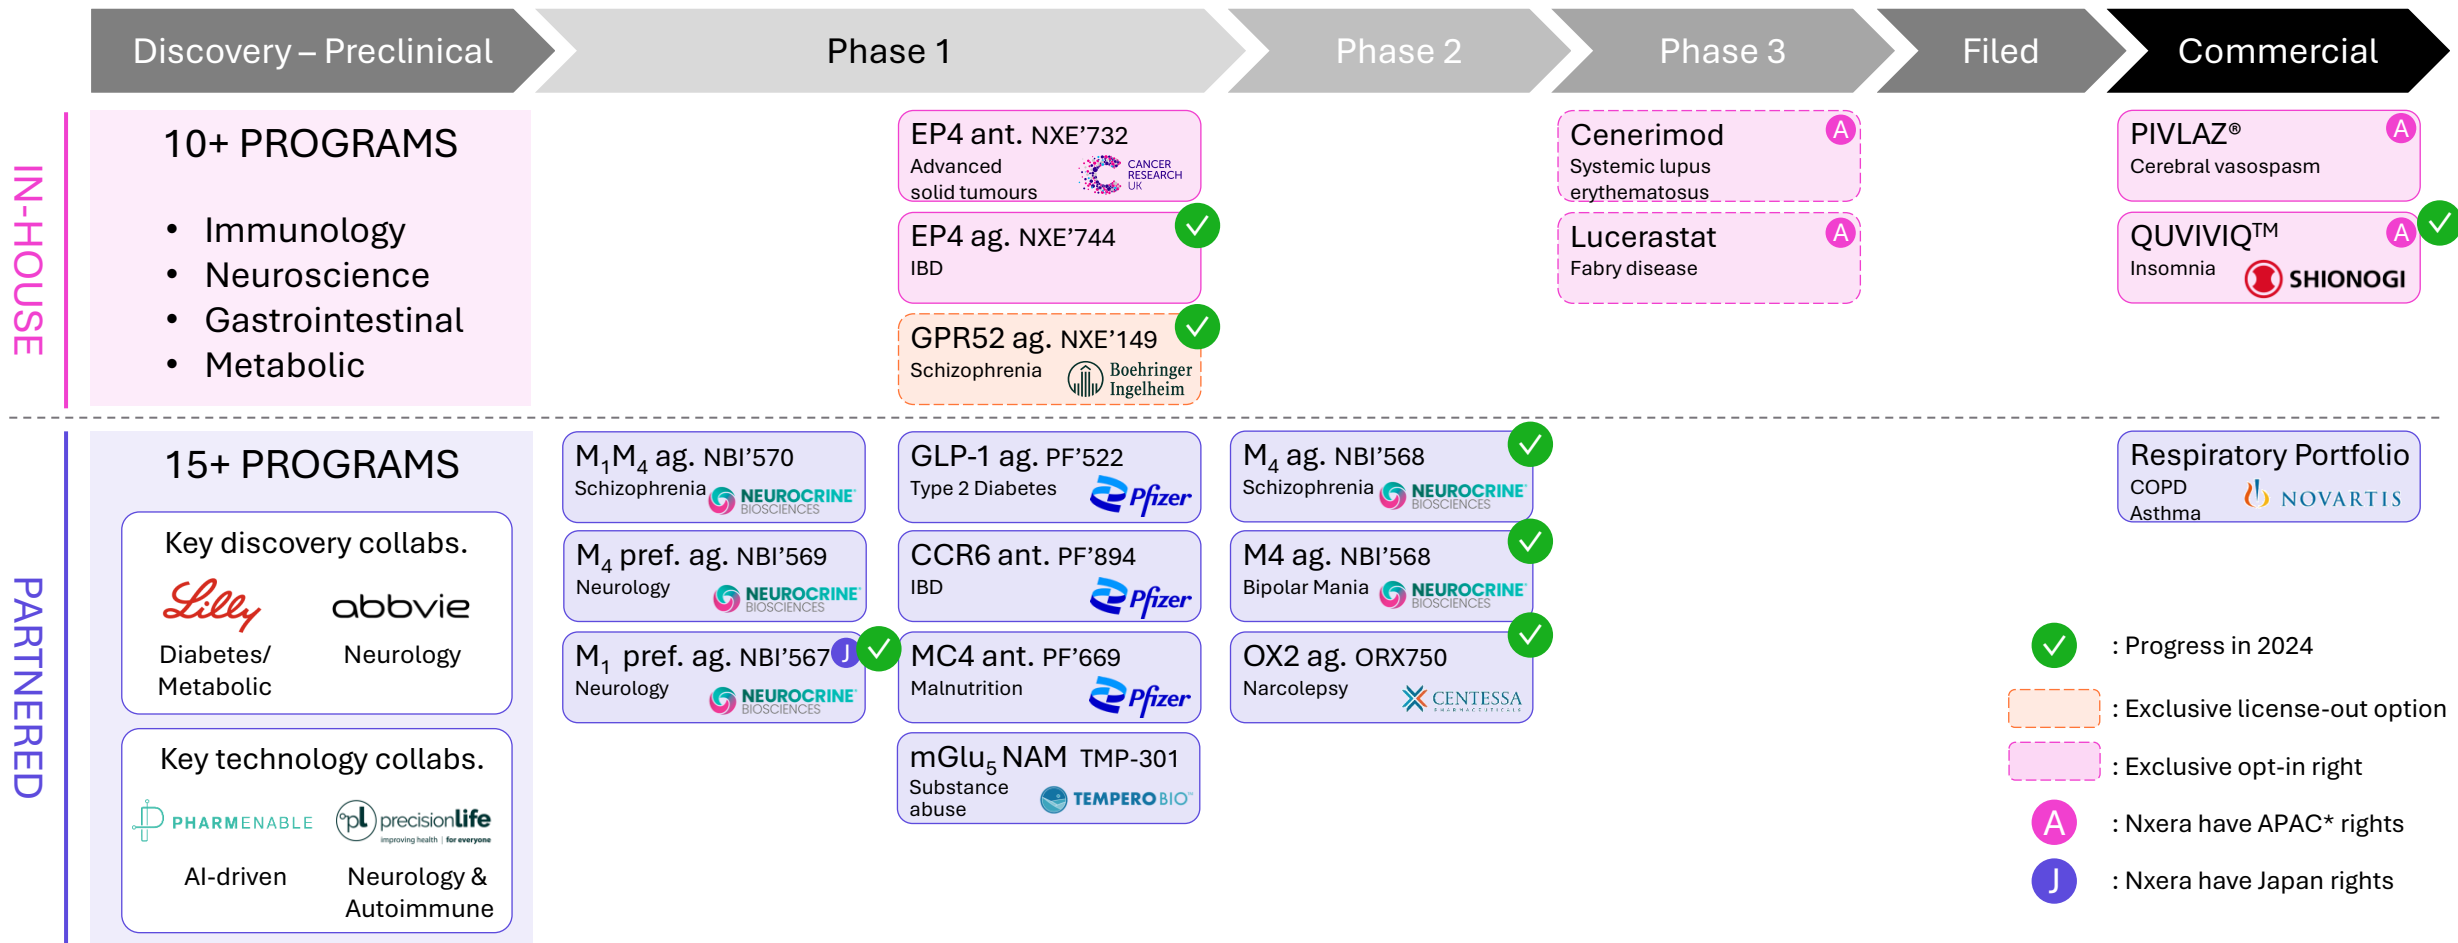 Discovery – Preclinical
Phase 1
Phase 2
Phase 3
Filed
Commercial
IN-HOUSE
10+ PROGRAMS
• Immunology
• Neuroscience
• Gastrointestinal
• Metabolic
EP4 ant. NXE’732
Advanced
solid tumours
CANCER
RESEARCH
UK
EP4 ag. NXE’744
IBD
GPR52 ag. NXE’149
Schizophrenia
Boehringer
Ingelheim
Cenerimod
A
Systemic lupus
erythematosus
Lucerastat
A
Fabry disease
PIVLAZ®
A
Cerebral vasospasm
QUVIVIQ™
A
Insomnia
SHIONOGI
PARTNERED
15+ PROGRAMS
Key discovery collabs.
Lilly
abbvie
Diabetes/
Metabolic
Neurology
Key technology collabs.
PHARMENABLE
pl precisionlife
improving health | for everyone
AI-driven
Neurology &
Autoimmune
M₁M₄ ag. NBI’570
Schizophrenia
NEUROCRINE®
BIOSCIENCES
M₄ pref. ag. NBI’569
Neurology
NEUROCRINE®
BIOSCIENCES
M₁ pref. ag. NBI’567
J
Neurology
NEUROCRINE®
BIOSCIENCES
GLP-1 ag. PF’522
Type 2 Diabetes
Pfizer
CCR6 ant. PF’894
IBD
Pfizer
MC4 ant. PF’669
Malnutrition
Pfizer
mGlu₅ NAM TMP-301
Substance
abuse
TEMPERO BIO™
M₄ ag. NBI’568
Schizophrenia
NEUROCRINE®
BIOSCIENCES
M4 ag. NBI’568
Bipolar Mania
NEUROCRINE®
BIOSCIENCES
OX2 ag. ORX750
Narcolepsy
CENTESSA
PHARMACEUTICALS
Respiratory Portfolio
COPD
Asthma
NOVARTIS
: Progress in 2024
: Exclusive license-out option
: Exclusive opt-in right
A : Nxera have APAC* rights
J : Nxera have Japan rights